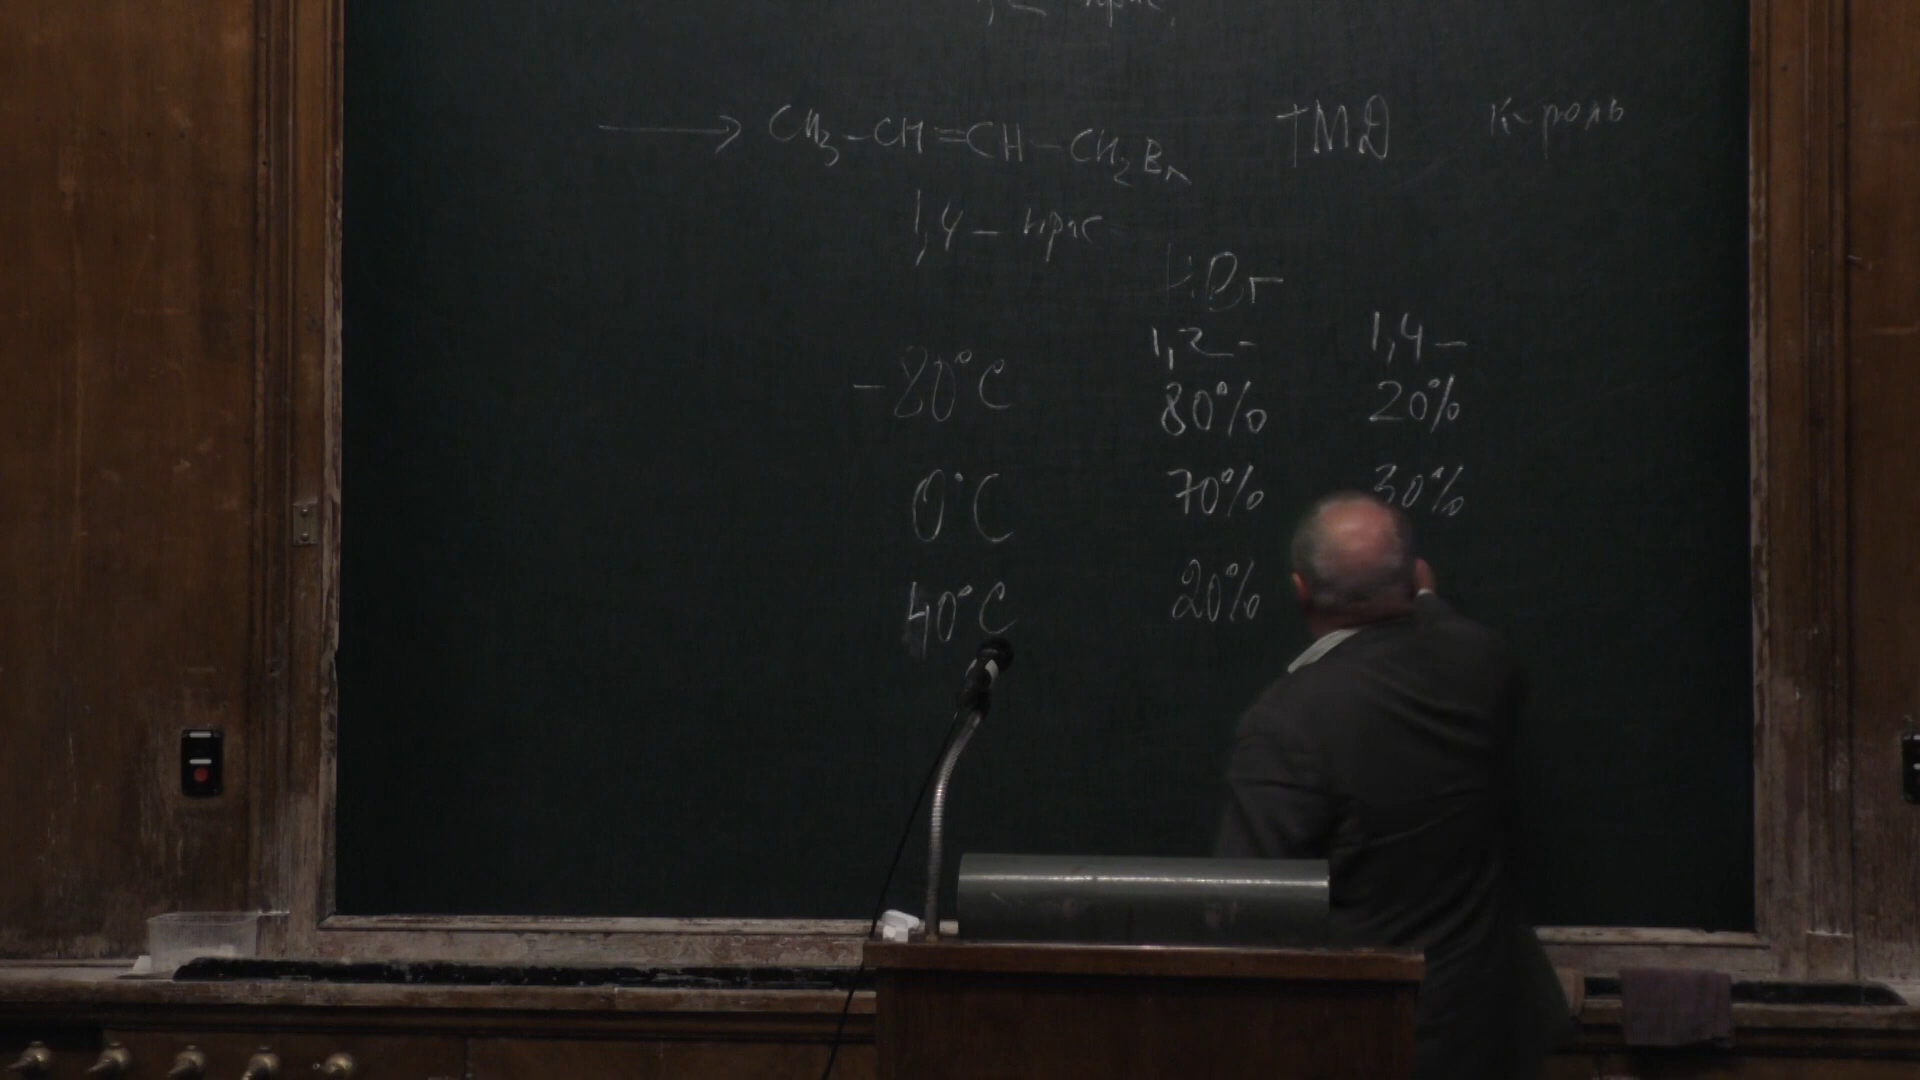 ⟶ CH3–CH=CH–CH2Br ТМД к-роль
1,4– прис
HBr
1,2– 1,4–
–80°C 80% 20%
0°C 70% 30%
40°C 20%